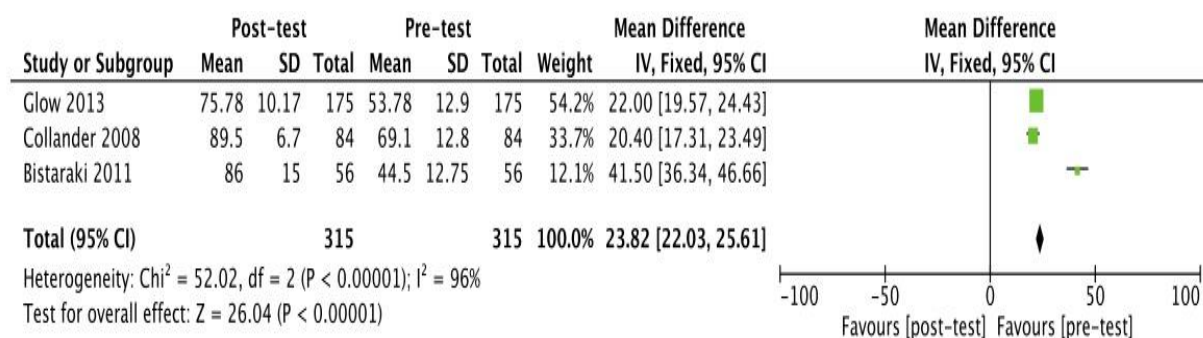 Post-test Pre-test Mean Difference Mean Difference
Study or Subgroup Mean SD Total Mean SD Total Weight IV, Fixed, 95% CI IV, Fixed, 95% CI
Glow 2013 75.78 10.17 175 53.78 12.9 175 54.2% 22.00 [19.57, 24.43]
Collander 2008 89.5 6.7 84 69.1 12.8 84 33.7% 20.40 [17.31, 23.49]
Bistaraki 2011 86 15 56 44.5 12.75 56 12.1% 41.50 [36.34, 46.66]
Total (95% CI) 315 315 100.0% 23.82 [22.03, 25.61]
Heterogeneity: Chi² = 52.02, df = 2 (P < 0.00001); I² = 96%
Test for overall effect: Z = 26.04 (P < 0.00001)
-100 -50 0 50 100
Favours [post-test] Favours [pre-test]